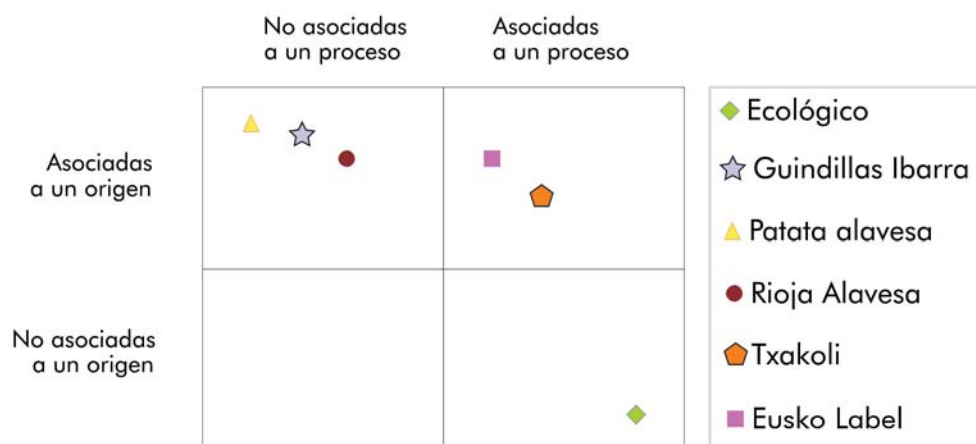 No asociadas
a un proceso
Asociadas
a un proceso
Asociadas
a un origen
No asociadas
a un origen
Ecológico
Guindillas Ibarra
Patata alavesa
Rioja Alavesa
Txakoli
Eusko Label